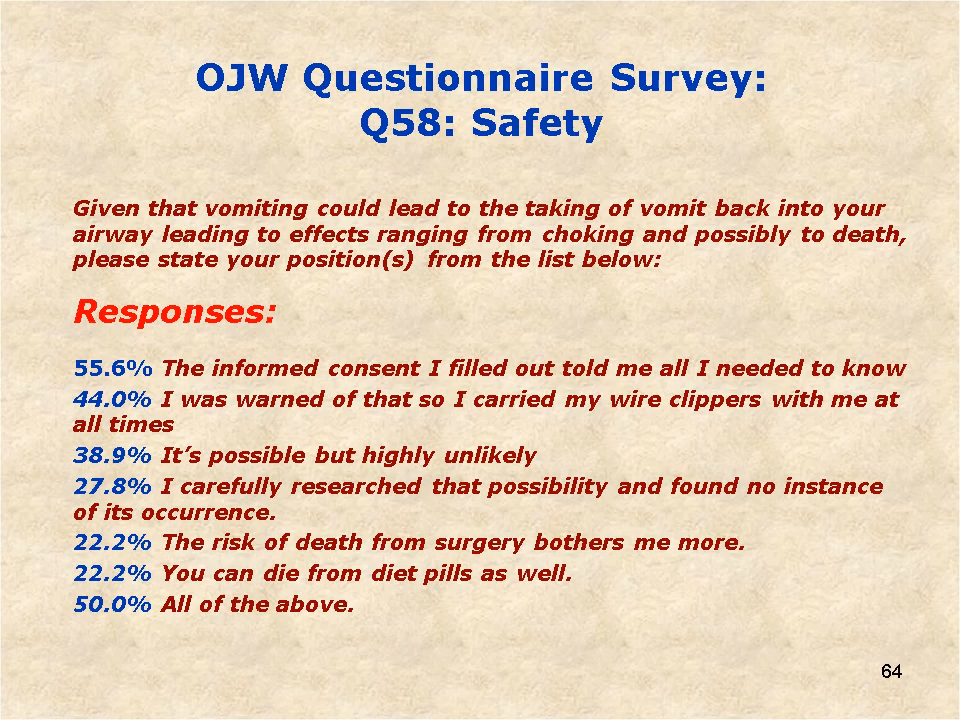 OJW Questionnaire Survey:
Q58: Safety
Given that vomiting could lead to the taking of vomit back into your
airway leading to effects ranging from choking and possibly to death,
please state your position(s) from the list below:
Responses:
55.6% The informed consent I filled out told me all I needed to know
44.0% I was warned of that so I carried my wire clippers with me at
all times
38.9% It’s possible but highly unlikely
27.8% I carefully researched that possibility and found no instance
of its occurrence.
22.2% The risk of death from surgery bothers me more.
22.2% You can die from diet pills as well.
50.0% All of the above.
64